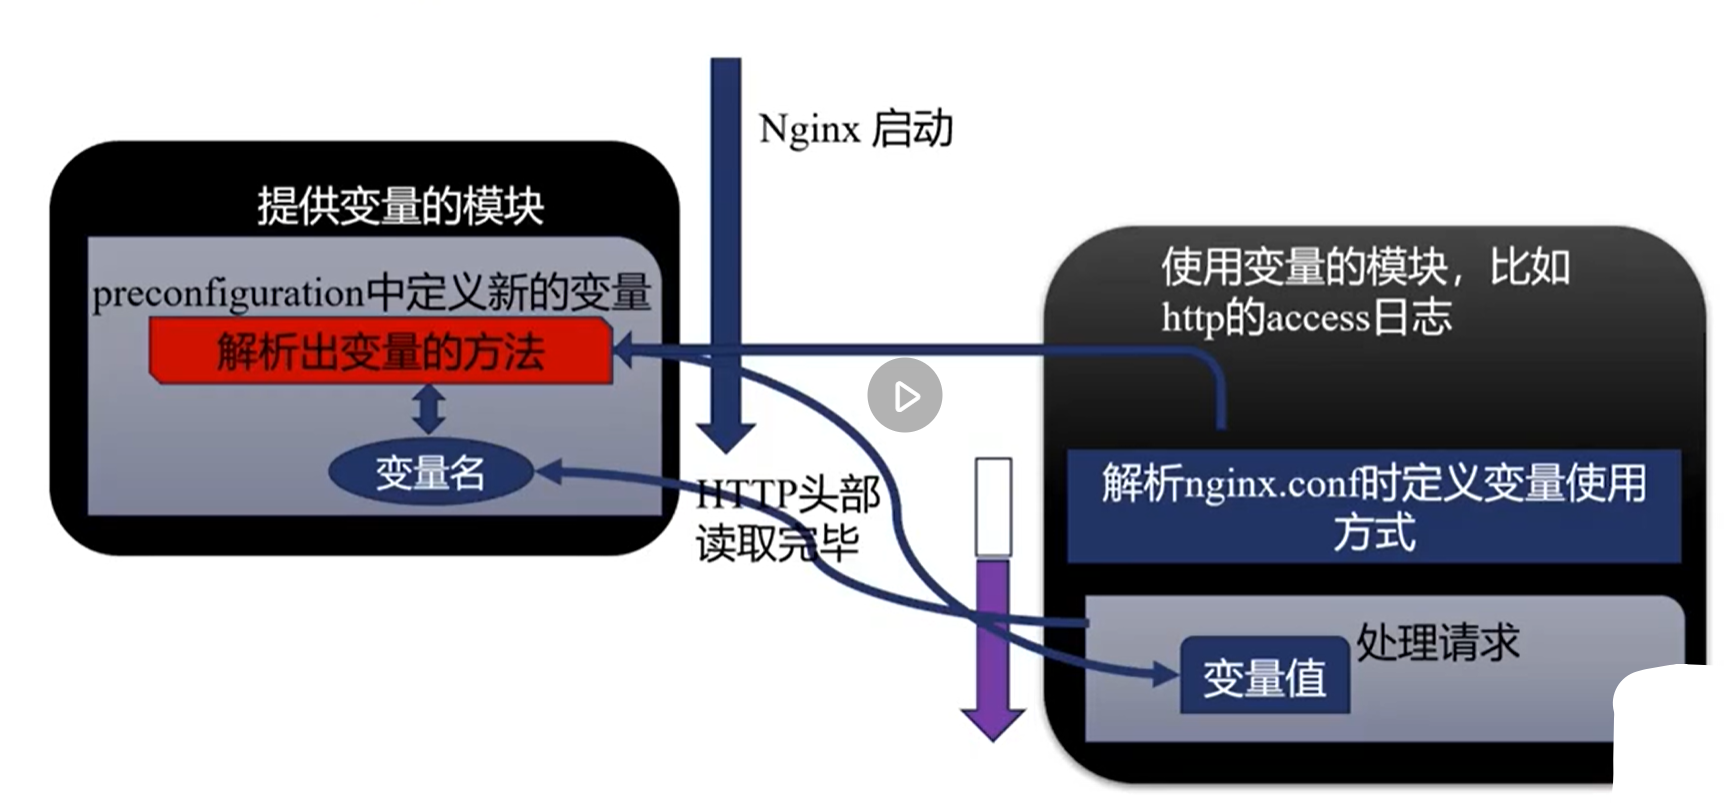 Nginx 启动
提供变量的模块
preconfiguration中定义新的变量
解析出变量的方法
变量名
HTTP头部
读取完毕
使用变量的模块，比如
http的access日志
解析nginx.conf时定义变量使用
方式
处理请求
变量值